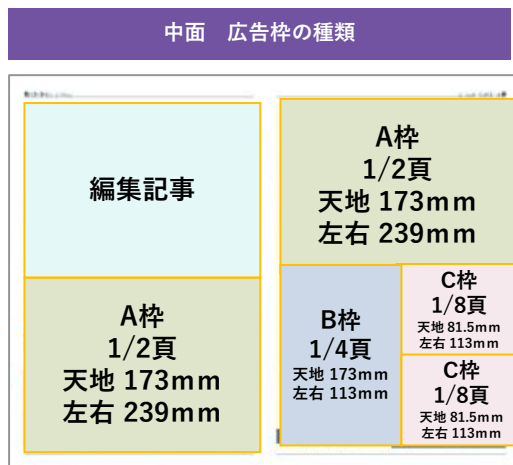 中面　広告枠の種類
編集記事
A枠
1/2頁
天地 173mm
左右 239mm
A枠
1/2頁
天地 173mm
左右 239mm
B枠
1/4頁
天地 173mm
左右 113mm
C枠
1/8頁
天地 81.5mm
左右 113mm
C枠
1/8頁
天地 81.5mm
左右 113mm